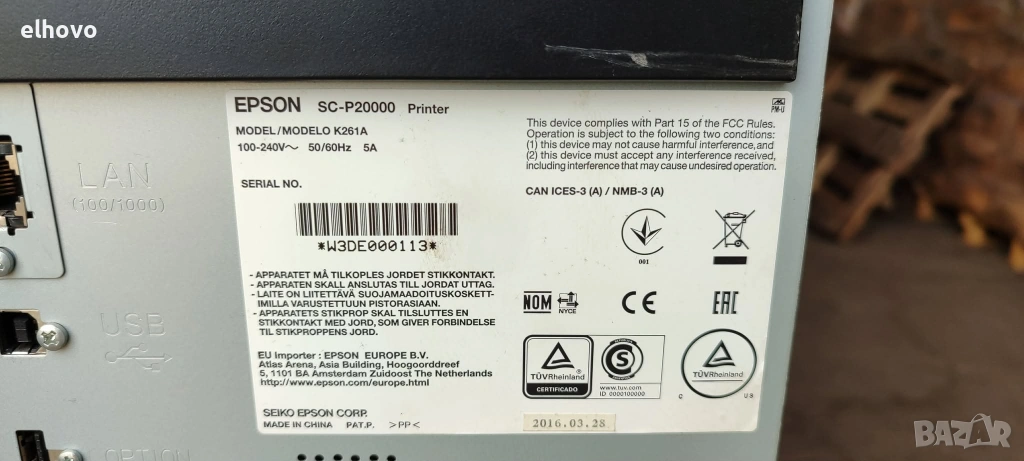 elhovo
EPSON SC-P20000 Printer
MODEL/MODELO K261A
100-240V～ 50/60Hz 5A
SERIAL NO.
*W3DE000113*
- APPARATET MÅ TILKOPLES JORDET STIKKONTAKT.
- APPARATEN SKALL ANSLUTAS TILL JORDAT UTTAG.
- LAITE ON LIITETTÄVÄ SUOJAMAADOITUSKOSKETT-
IMILLA VARUSTETTUUN PISTORASIAAN.
- APPARATETS STIKPROP SKAL TILSLUTTES EN
STIKKONTAKT MED JORD, SOM GIVER FORBINDELSE
TIL STIKPROPPENS JORD.
EU Importer : EPSON EUROPE B.V.
Atlas Arena, Asia Building, Hoogoorddreef
5, 1101 BA Amsterdam Zuidoost The Netherlands
http://www.epson.com/europe.html
SEIKO EPSON CORP.
MADE IN CHINA PAT.P. >PP<
PM-U
This device complies with Part 15 of the FCC Rules.
Operation is subject to the following two conditions:
(1) this device may not cause harmful interference,and
(2) this device must accept any interference received,
including interference that may cause undesired operation.
CAN ICES-3 (A) / NMB-3 (A)
001
NOM NYCE CE EAC
TÜVRheinland
CERTIFICADO
S
www.tuv.com
ID 0000100000
TÜVRheinland
C US
2016.03.28
LAN
(100/1000)
USB
OPTION
BAZAR